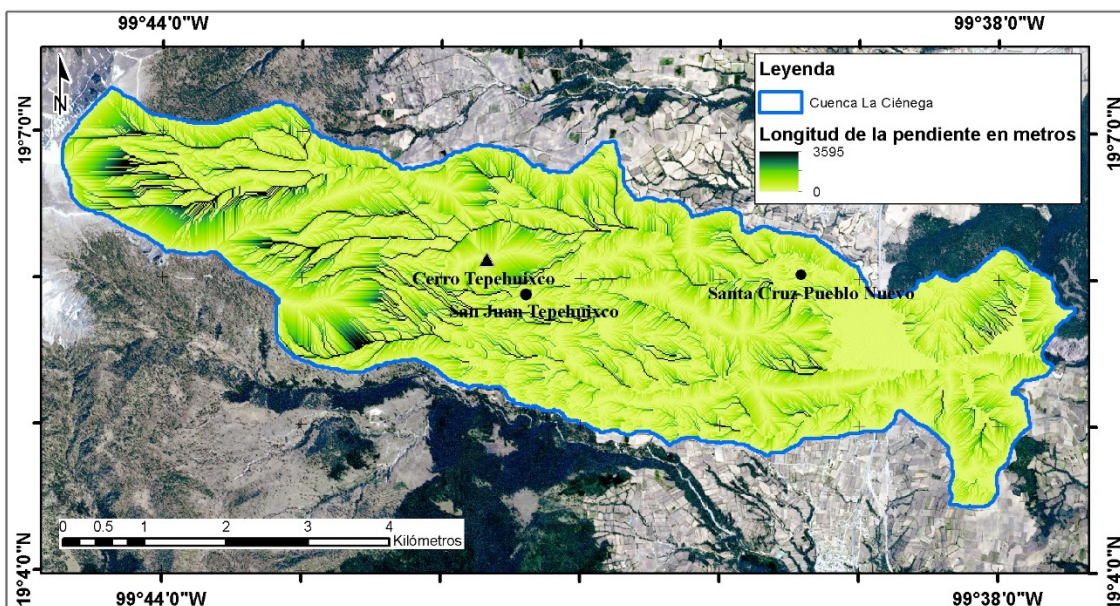 99°44'0"W 99°38'0"W
19°7'0"N 19°7'0"N
N
Leyenda
Cuenca La Ciénega
Longitud de la pendiente en metros
3595
0
Cerro Tepehuixco
San Juan Tepehuixco
Santa Cruz Pueblo Nuevo
0 0.5 1 2 3 4
Kilómetros
19°4'0"N 19°4'0"N
99°44'0"W 99°38'0"W